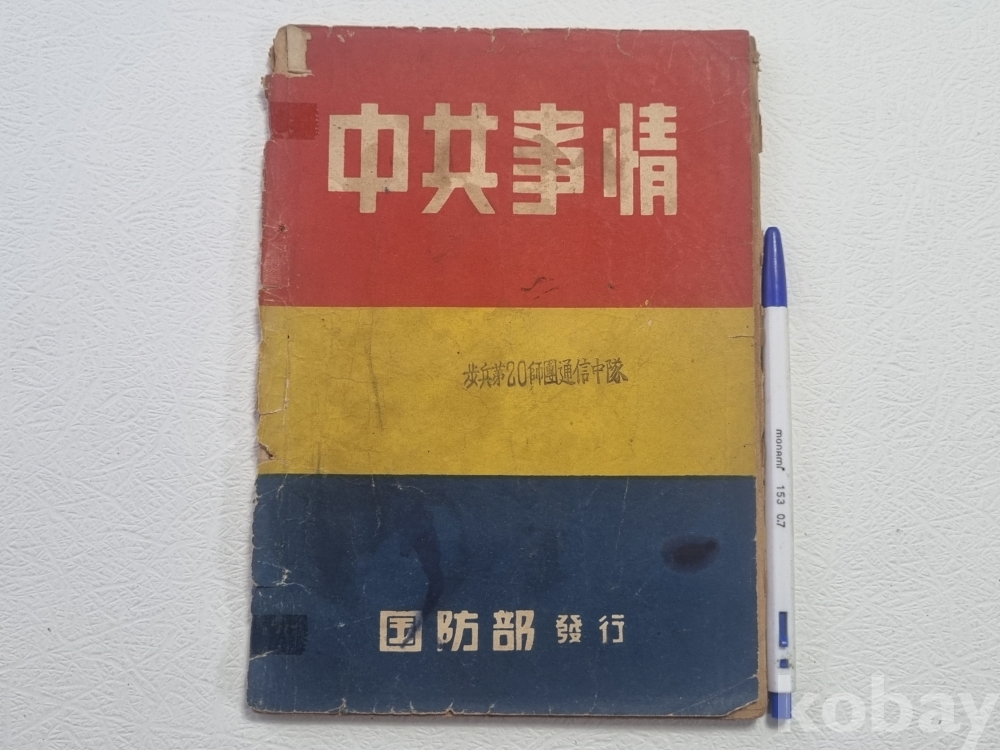 中共事情
步兵第20師團通信中隊
国防部 發行
monami 153 0.7
kobay